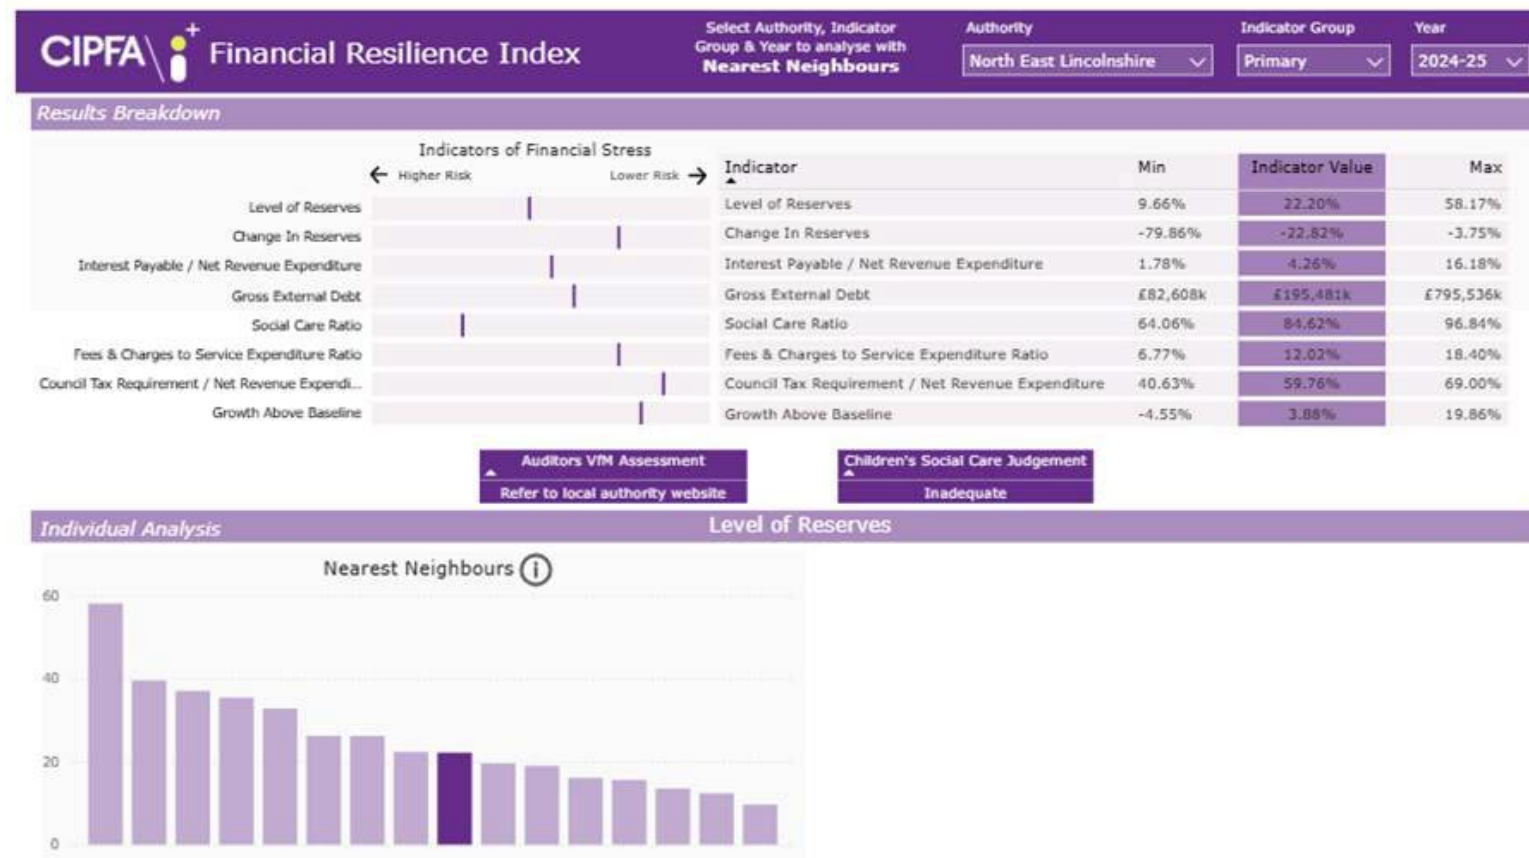 CIPFA\ i+ Financial Resilience Index
Select Authority, Indicator
Group & Year to analyse with
Nearest Neighbours
Authority
North East Lincolnshire
Indicator Group
Primary
Year
2024-25
Results Breakdown
Indicators of Financial Stress
← Higher Risk Lower Risk →
Level of Reserves
Change In Reserves
Interest Payable / Net Revenue Expenditure
Gross External Debt
Social Care Ratio
Fees & Charges to Service Expenditure Ratio
Council Tax Requirement / Net Revenue Expendi...
Growth Above Baseline
Indicator Min Indicator Value Max
Level of Reserves 9.66% 22.20% 58.17%
Change In Reserves -79.86% -22.82% -3.75%
Interest Payable / Net Revenue Expenditure 1.78% 4.26% 16.18%
Gross External Debt £82,608k £195,481k £795,536k
Social Care Ratio 64.06% 84.62% 96.84%
Fees & Charges to Service Expenditure Ratio 6.77% 12.02% 18.40%
Council Tax Requirement / Net Revenue Expenditure 40.63% 59.76% 69.00%
Growth Above Baseline -4.55% 3.88% 19.86%
Auditors VfM Assessment
Refer to local authority website
Children's Social Care Judgement
Inadequate
Individual Analysis
Level of Reserves
Nearest Neighbours i
60
40
20
0